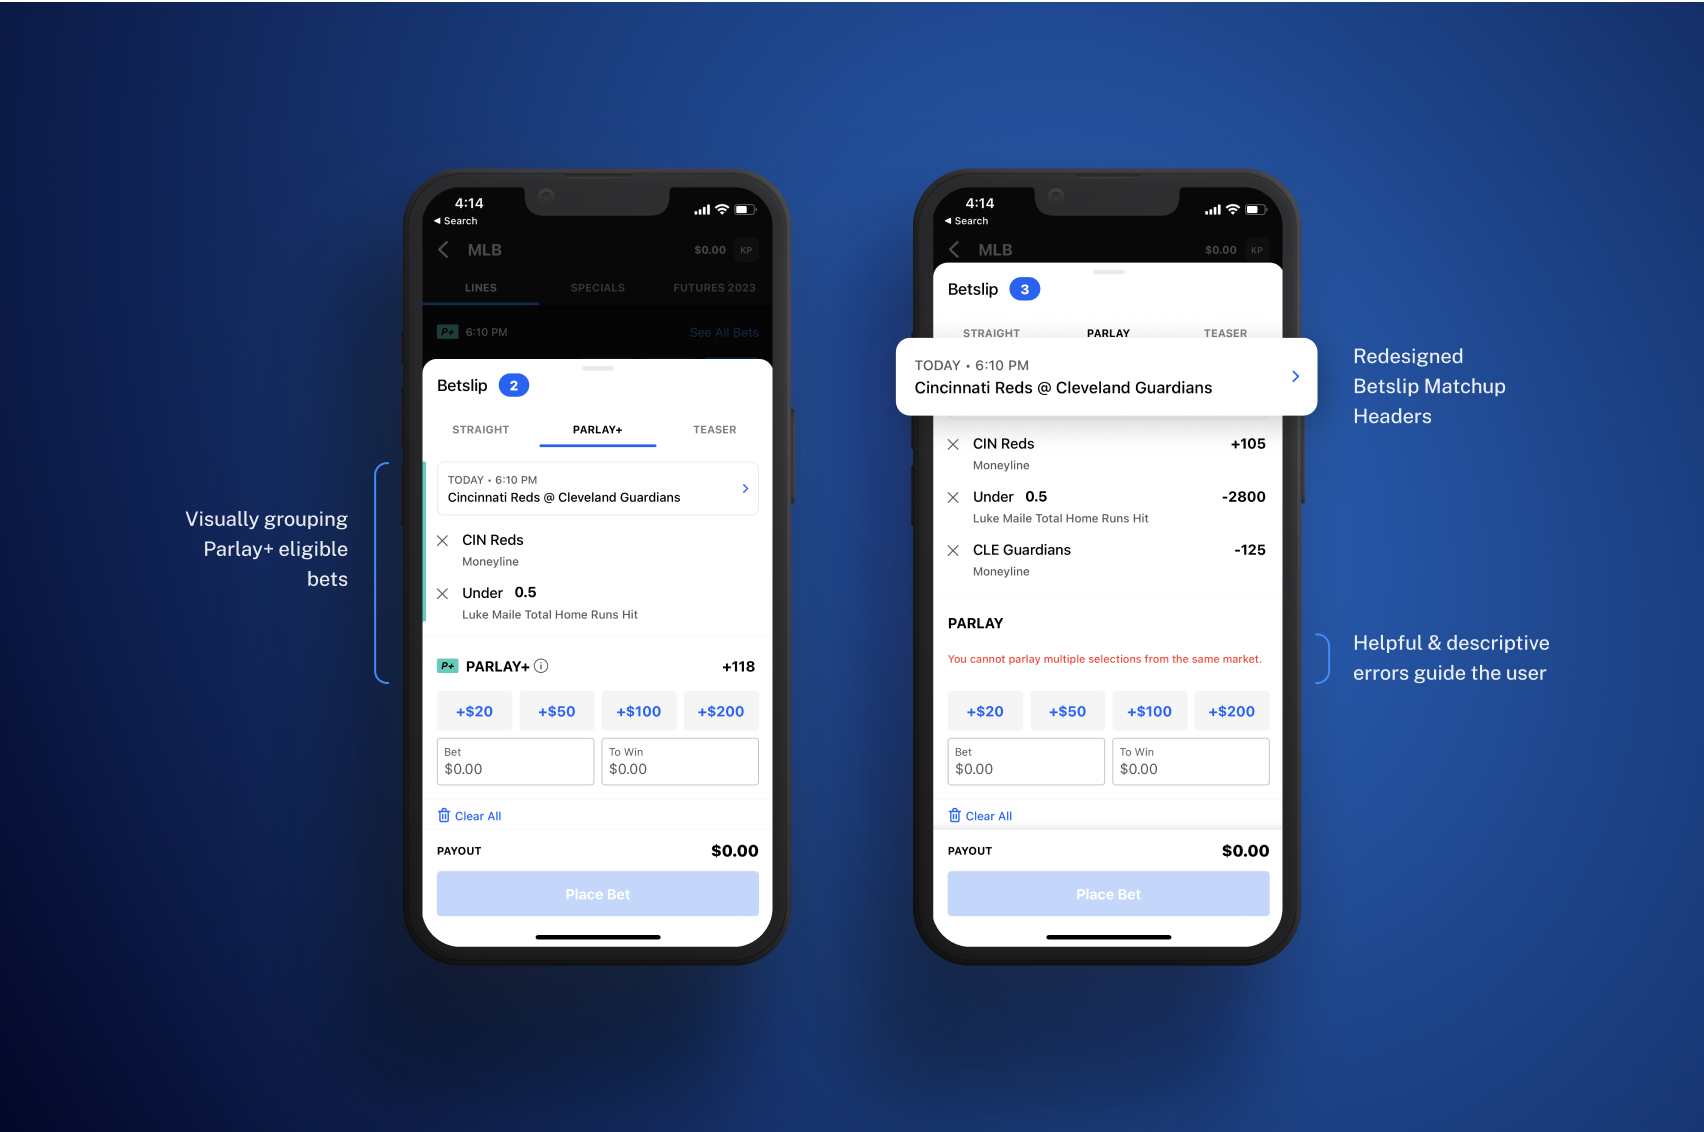 Visually grouping
Parlay+ eligible
bets
4:14
Search
MLB
$0.00 KP
LINES SPECIALS FUTURES 2023
P+ 6:10 PM See All Bets
Betslip 2
STRAIGHT PARLAY+ TEASER
TODAY • 6:10 PM
Cincinnati Reds @ Cleveland Guardians
CIN Reds
Moneyline
Under 0.5
Luke Maile Total Home Runs Hit
P+ PARLAY+ +118
+$20 +$50 +$100 +$200
Bet To Win
$0.00 $0.00
Clear All
PAYOUT $0.00
Place Bet
4:14
Search
MLB
$0.00 KP
Betslip 3
STRAIGHT PARLAY TEASER
TODAY • 6:10 PM
Cincinnati Reds @ Cleveland Guardians
CIN Reds +105
Moneyline
Under 0.5 -2800
Luke Maile Total Home Runs Hit
CLE Guardians -125
Moneyline
PARLAY
You cannot parlay multiple selections from the same market.
+$20 +$50 +$100 +$200
Bet To Win
$0.00 $0.00
Clear All
PAYOUT $0.00
Place Bet
Redesigned
Betslip Matchup
Headers
Helpful & descriptive
errors guide the user